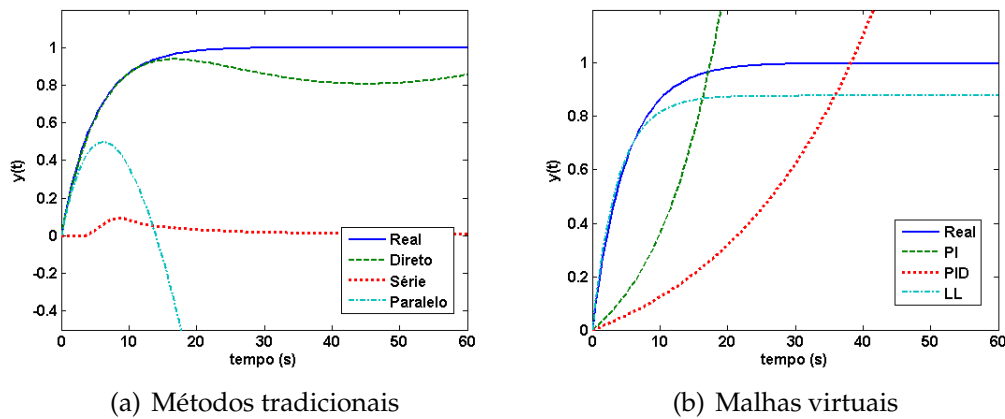 1
0.8
0.6
0.4
0.2
0
-0.2
-0.4
y(t)
0 10 20 30 40 50 60
tempo (s)
Real
Direto
Série
Paralelo
(a) Métodos tradicionais
1
0.8
0.6
0.4
0.2
0
y(t)
0 10 20 30 40 50 60
tempo (s)
Real
PI
PID
LL
(b) Malhas virtuais